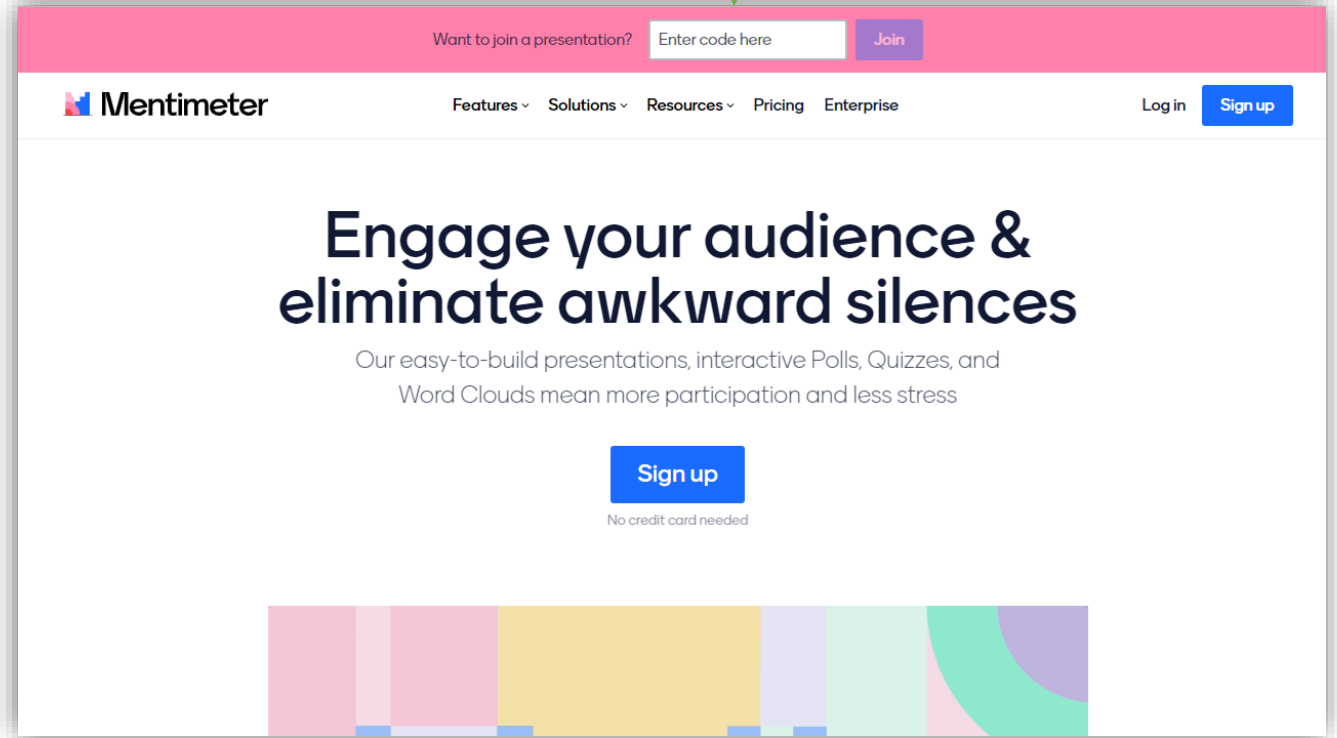 Want to join a presentation? Enter code here Join
Mentimeter Features Solutions Resources Pricing Enterprise Log in Sign up
Engage your audience &
eliminate awkward silences
Our easy-to-build presentations, interactive Polls, Quizzes, and
Word Clouds mean more participation and less stress
Sign up
No credit card needed